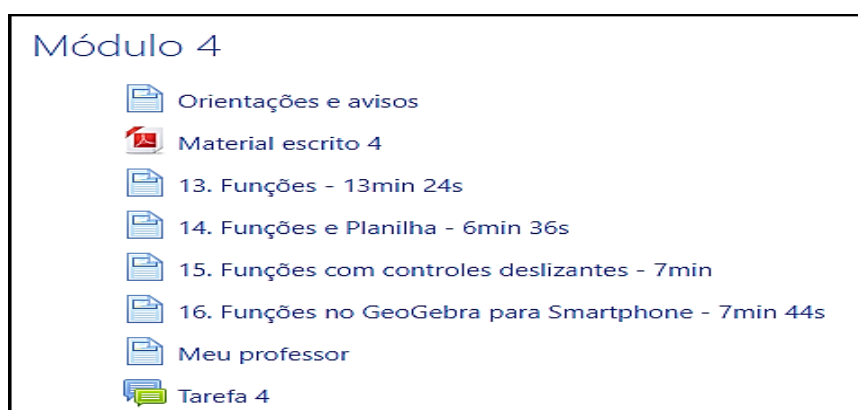 Módulo 4
Orientações e avisos
Material escrito 4
13. Funções - 13min 24s
14. Funções e Planilha - 6min 36s
15. Funções com controles deslizantes - 7min
16. Funções no GeoGebra para Smartphone - 7min 44s
Meu professor
Tarefa 4